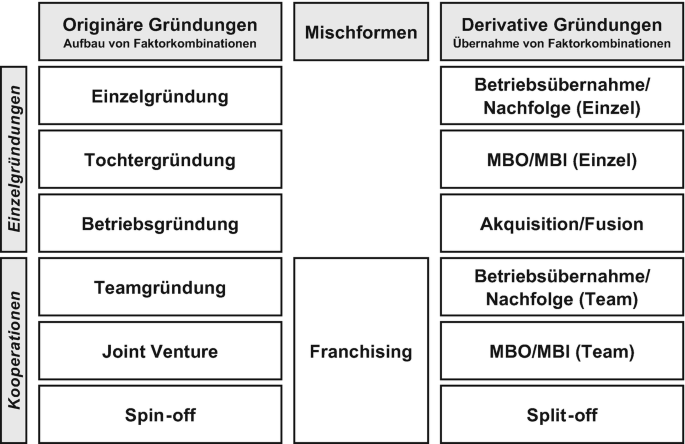 Originäre Gründungen
Aufbau von Faktorkombinationen
Mischformen
Derivative Gründungen
Übernahme von Faktorkombinationen
Einzelgründungen
Einzelgründung
Betriebsübernahme/
Nachfolge (Einzel)
Tochtergründung
MBO/MBI (Einzel)
Betriebsgründung
Akquisition/Fusion
Kooperationen
Teamgründung
Franchising
Betriebsübernahme/
Nachfolge (Team)
Joint Venture
MBO/MBI (Team)
Spin-off
Split-off